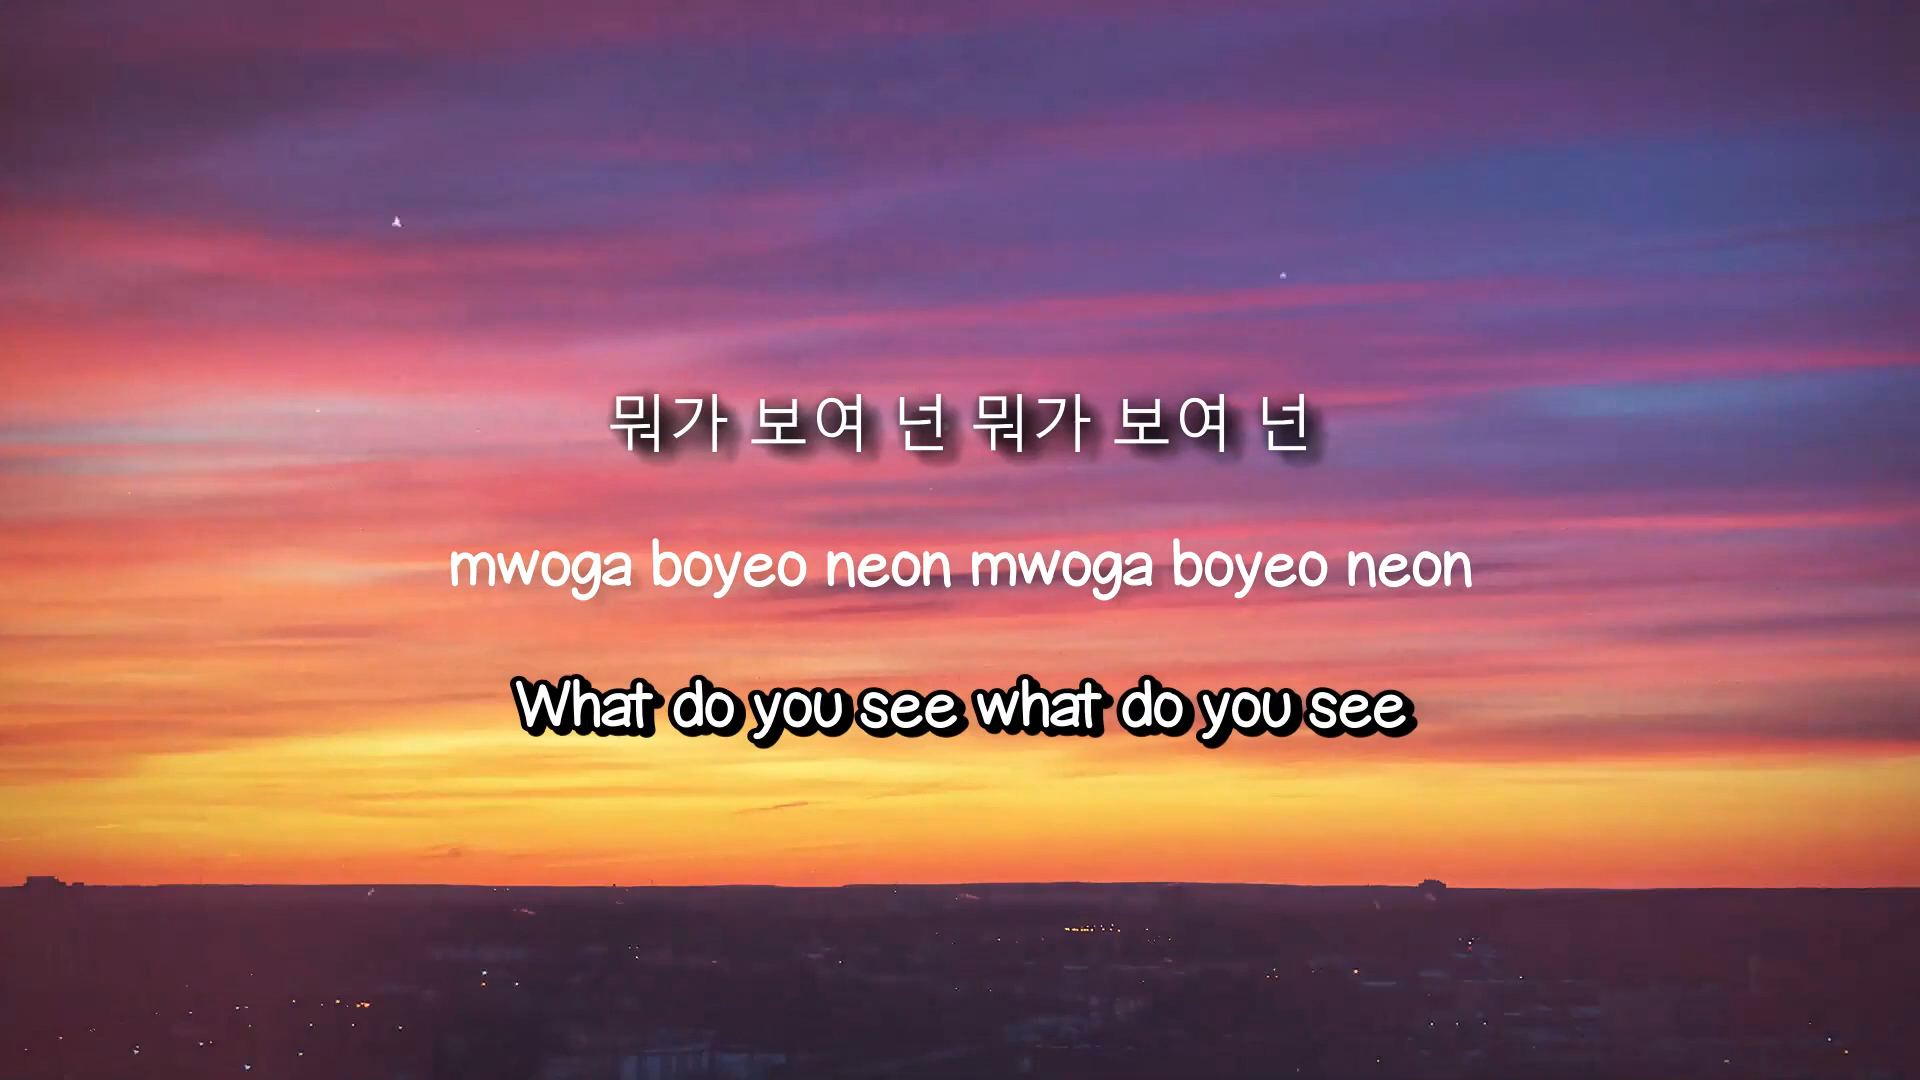 뭐가 보여 넌 뭐가 보여 넌
mwoga boyeo neon mwoga boyeo neon
What do you see what do you see